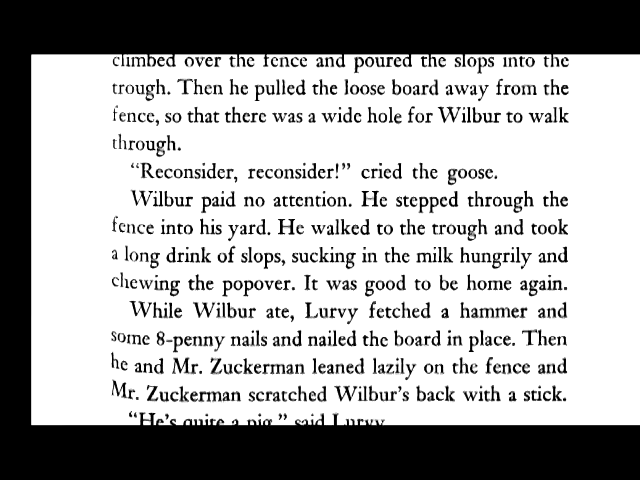 climbed over the fence and poured the slops into the
trough. Then he pulled the loose board away from the
fence, so that there was a wide hole for Wilbur to walk
through.
"Reconsider, reconsider!" cried the goose.
Wilbur paid no attention. He stepped through the
fence into his yard. He walked to the trough and took
a long drink of slops, sucking in the milk hungrily and
chewing the popover. It was good to be home again.
While Wilbur ate, Lurvy fetched a hammer and
some 8-penny nails and nailed the board in place. Then
he and Mr. Zuckerman leaned lazily on the fence and
Mr. Zuckerman scratched Wilbur's back with a stick.
"He's quite a pig," said Lurvy.